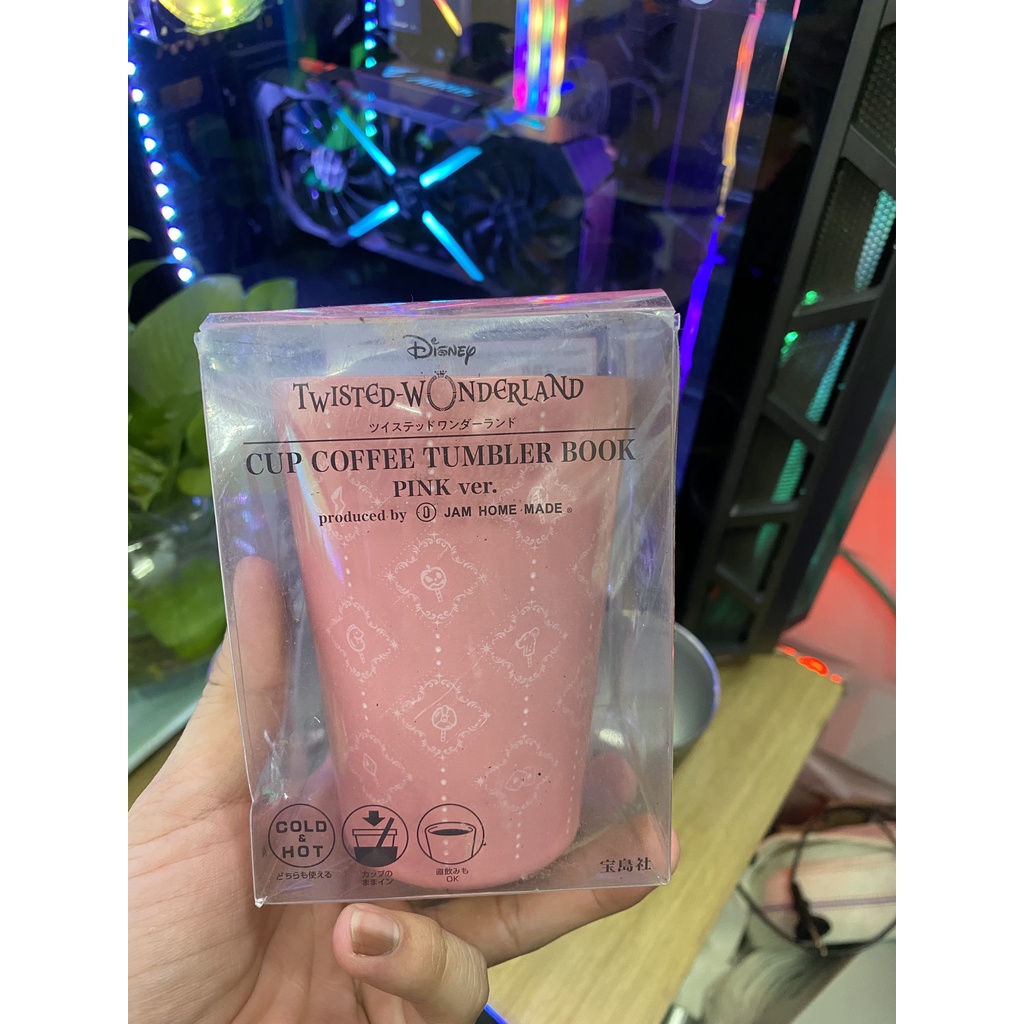 Disney
TWISTED-WONDERLAND
ツイステッドワンダーランド
CUP COFFEE TUMBLER BOOK
PINK ver.
produced by JAM HOME MADE ®
COLD & HOT
どちらも使える
カップの
ままイン
直飲みも
OK
宝島社